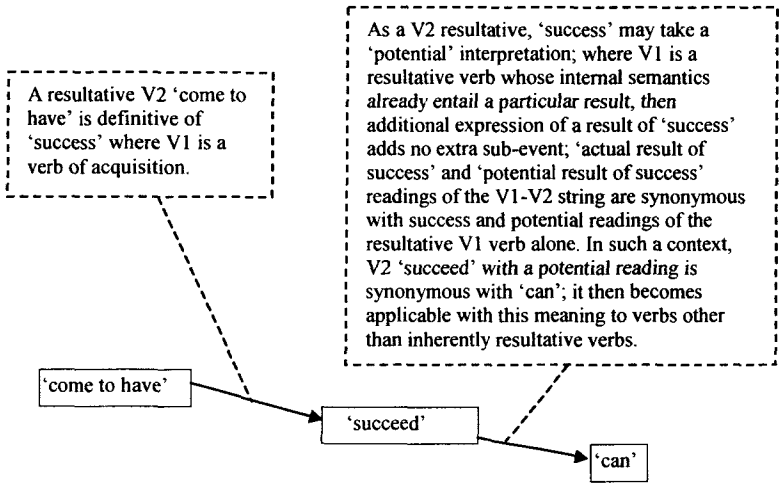 As a V2 resultative, ‘success’ may take a
‘potential’ interpretation; where V1 is a
resultative verb whose internal semantics
already entail a particular result, then
additional expression of a result of ‘success’
adds no extra sub-event; ‘actual result of
success’ and ‘potential result of success’
readings of the V1-V2 string are synonymous
with success and potential readings of the
resultative V1 verb alone. In such a context,
V2 ‘succeed’ with a potential reading is
synonymous with ‘can’; it then becomes
applicable with this meaning to verbs other
than inherently resultative verbs.
A resultative V2 ‘come to
have’ is definitive of
‘success’ where V1 is a
verb of acquisition.
‘come to have’
‘succeed’
‘can’